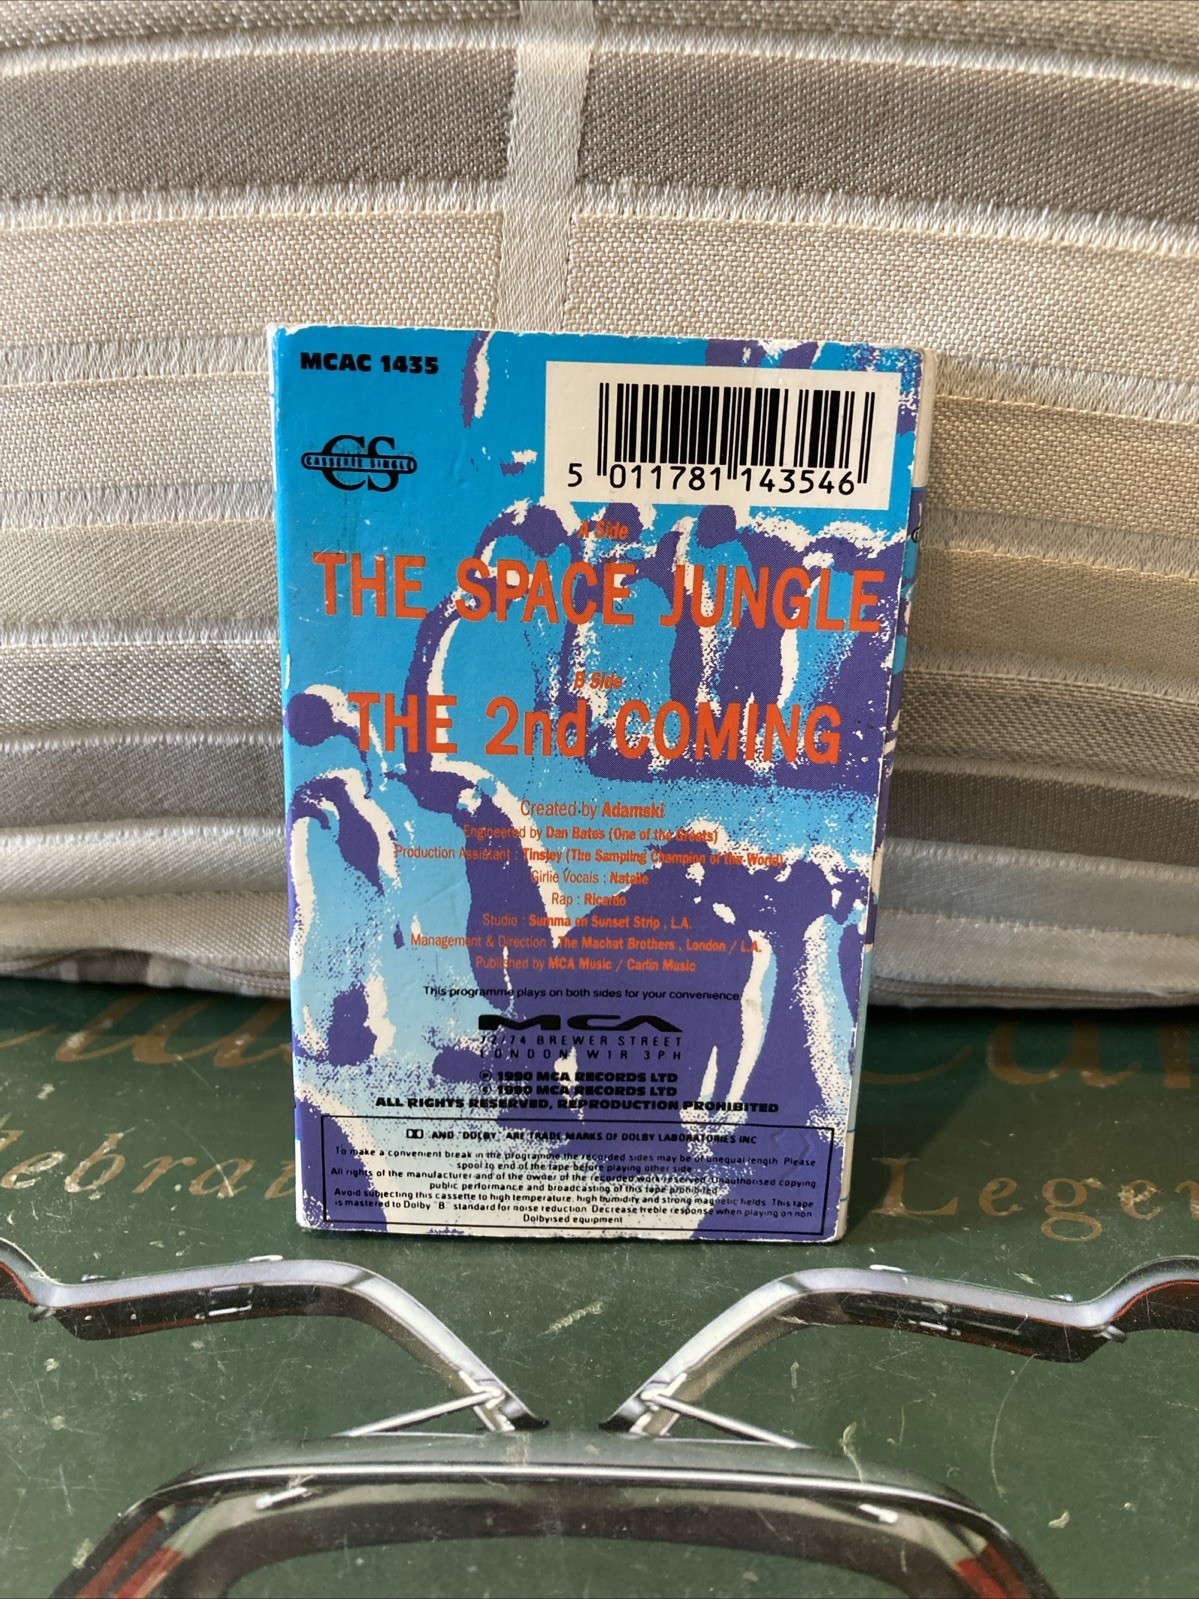 MCAC 1435
CS
CASSETTE SINGLE
5 011781 143546
A Side
THE SPACE JUNGLE
B Side
THE 2nd COMING
Created by Adamski
Engineered by Dan Bates (One of the Greats)
Production Assistant : Tinsley (The Sampling Champion of the World)
Girlie Vocals : Natalie
Rap : Ricardo
Studio : Summa on Sunset Strip , L.A.
Management & Direction : The Machat Brothers , London / L.A.
Published by MCA Music / Carlin Music
This programme plays on both sides for your convenience
MCA
72/74 BREWER STREET
LONDON W1R 3PH
℗ 1990 MCA RECORDS LTD
© 1990 MCA RECORDS LTD
ALL RIGHTS RESERVED, REPRODUCTION PROHIBITED
AND "DOLBY" ARE TRADE MARKS OF DOLBY LABORATORIES INC
To make a convenient break in the programme the recorded sides may be of unequal length. Please
spool to end of the tape before playing other side
All rights of the manufacturer and of the owner of the recorded work reserved. Unauthorised copying
public performance and broadcasting of this tape prohibited
Avoid subjecting this cassette to high temperature, high humidity and strong magnetic fields. This tape
is mastered to Dolby "B" standard for noise reduction. Decrease treble response when playing on non
Dolbyised equipment
Legen